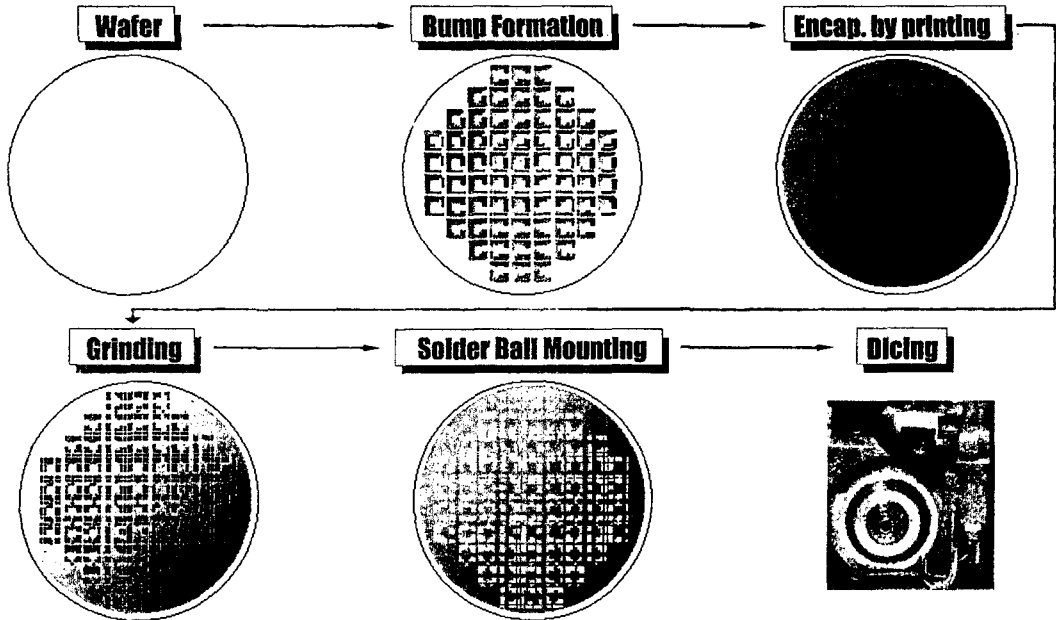 Wafer
Bump Formation
Encap. by printing
Grinding
Solder Ball Mounting
Dicing